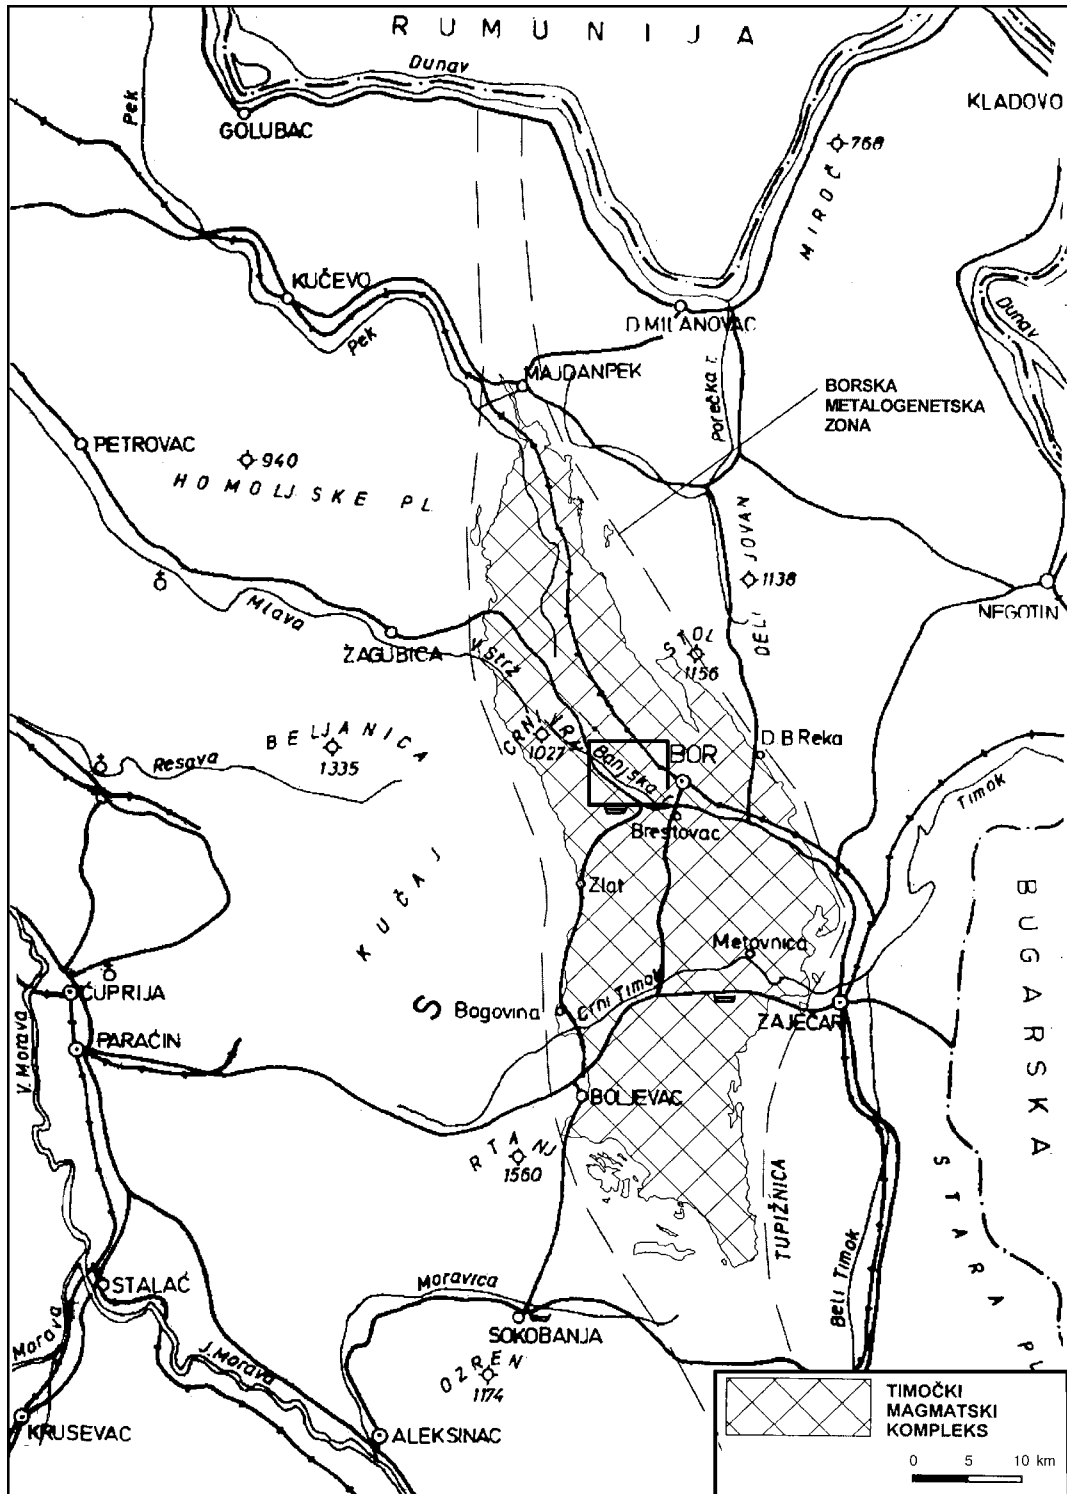 RUMUNIJA
Dunav
Pek
GOLUBAC
KLADOVO
768
MIROČ
KUČEVO
Pek
Dunav
D.MILANOVAC
MAJDANPEK
Porečka r.
BORSKA
METALOGENETSKA
ZONA
PETROVAC
940
HOMOLJSKE PL.
DELI JOVAN
1138
NEGOTIN
Mlava
ŽAGUBICA
V. Strž
STOL
1156
CRNI VRH
1027
BELJANICA
1335
Resava
Banjska r.
BOR
D.B.Reka
Timok
Brestovac
Zlat
KUČAJ
BUGARSKA
Metovnica
ĆUPRIJA
S
Bogovina
Crni Timok
ZAJEČAR
PARAĆIN
V. Morava
BOLJEVAC
RTANJ
1560
TUPIŽNICA
STARA PL
Beli Timok
STALAĆ
Moravica
SOKOBANJA
Morava
J. Morava
OZREN
1174
KRUSEVAC
ALEKSINAC
TIMOČKI
MAGMATSKI
KOMPLEKS
0 5 10 km